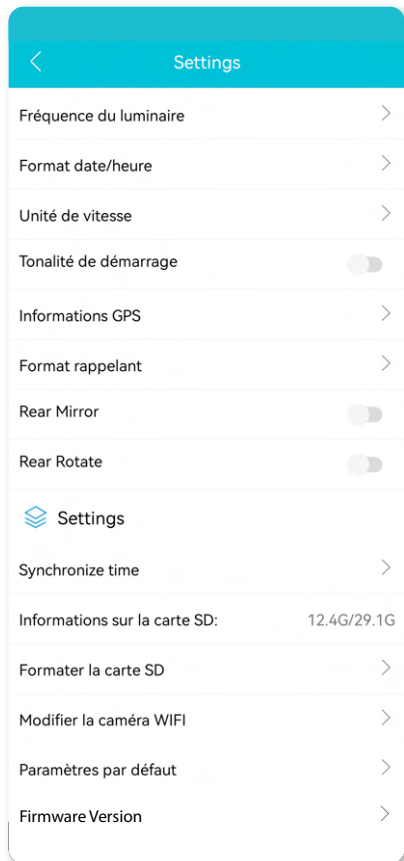 Settings
Fréquence du luminaire
Format date/heure
Unité de vitesse
Tonalité de démarrage
Informations GPS
Format rappelant
Rear Mirror
Rear Rotate
Settings
Synchronize time
Informations sur la carte SD: 12.4G/29.1G
Formater la carte SD
Modifier la caméra WIFI
Paramètres par défaut
Firmware Version